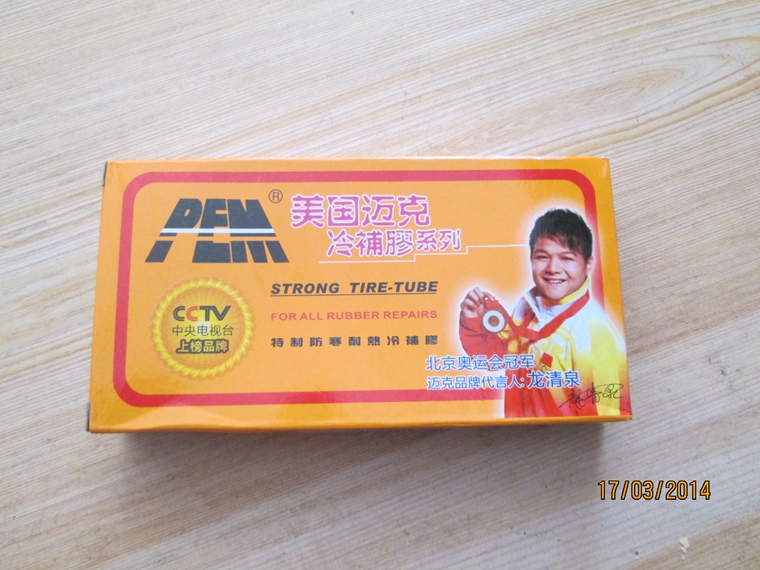 PEM®
美国迈克
冷補膠系列
STRONG TIRE-TUBE
FOR ALL RUBBER REPAIRS
特制防寒耐熱冷補膠
CCTV
中央电视台
上榜品牌
北京奥运会冠军
迈克品牌代言人:龙清泉
17/03/2014